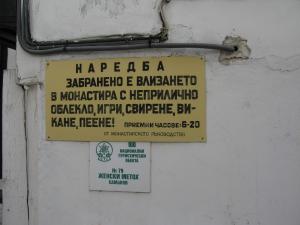 НАРЕДБА
ЗАБРАНЕНО Е ВЛИЗАНЕТО
В МОНАСТИРА С НЕПРИЛИЧНО
ОБЛЕКЛО, ИГРИ, СВИРЕНЕ, ВИ-
КАНЕ, ПЕЕНЕ! ПРИЕМНИ ЧАСОВЕ: 6-20
ОТ МОНАСТИРСКОТО РЪКОВОДСТВО
100
НАЦИОНАЛНИ
ТУРИСТИЧЕСКИ
ОБЕКТА
№ 79
ЖЕНСКИ МЕТОХ